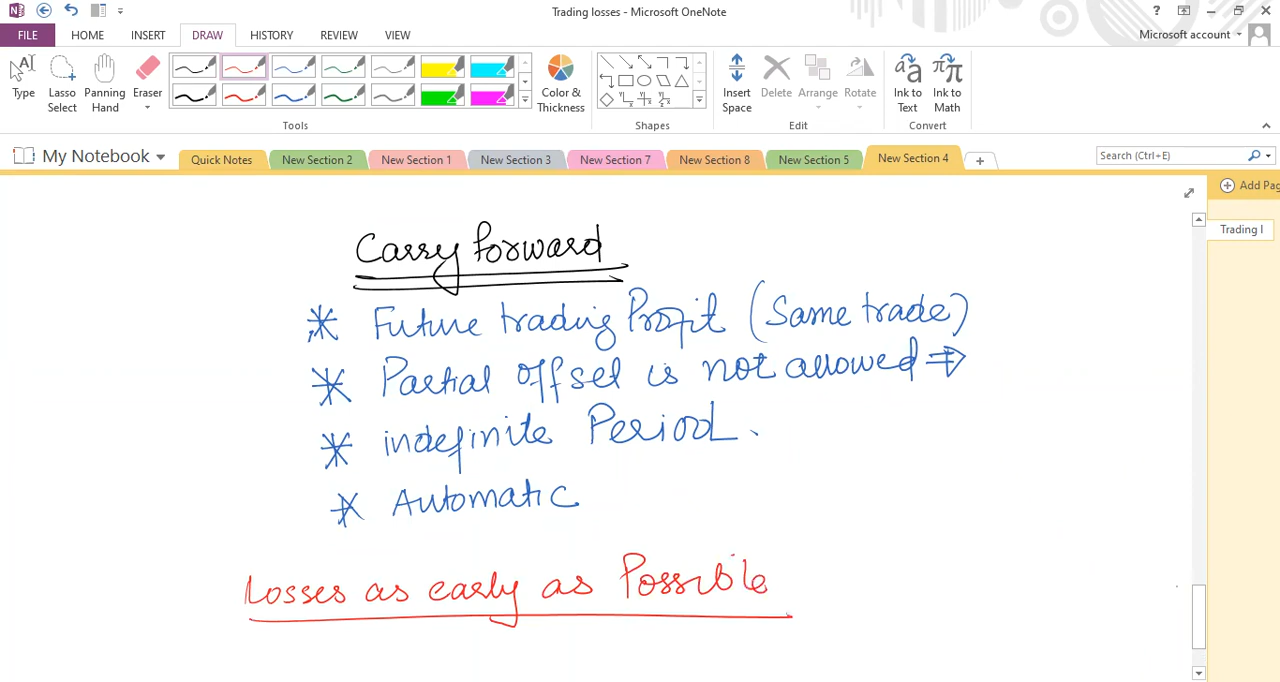 Trading losses - Microsoft OneNote
?
FILE HOME INSERT DRAW HISTORY REVIEW VIEW
Microsoft account
Type
Lasso Select
Panning Hand
Eraser
Color & Thickness
Insert Space
Delete
Arrange
Rotate
Ink to Text
Ink to Math
Tools
Shapes
Edit
Convert
My Notebook
Quick Notes New Section 2 New Section 1 New Section 3 New Section 7 New Section 8 New Section 5 New Section 4
Search (Ctrl+E)
Add Pag
Trading l
Carry forward
* Future trading Profit (Same trade)
* Partial offset is not allowed ⇒
* indefinite Period.
* Automatic
Losses as early as Possible